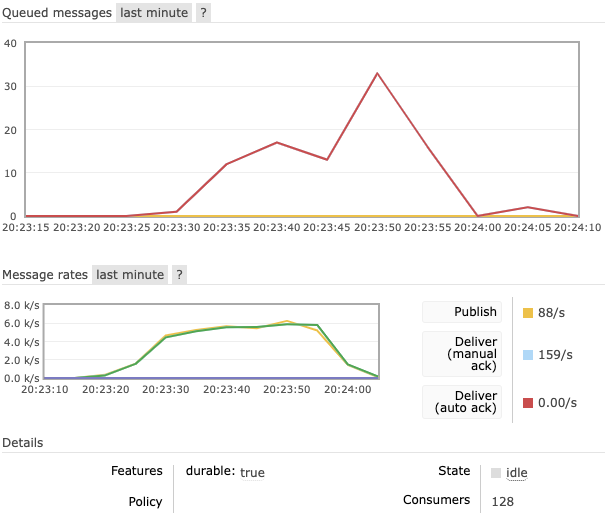 Queued messages last minute ?
40
30
20
10
0
20:23:15 20:23:20 20:23:25 20:23:30 20:23:35 20:23:40 20:23:45 20:23:50 20:23:55 20:24:00 20:24:05 20:24:10
Message rates last minute ?
8.0 k/s
6.0 k/s
4.0 k/s
2.0 k/s
0.0 k/s
20:23:10 20:23:20 20:23:30 20:23:40 20:23:50 20:24:00
Publish 88/s
Deliver
(manual
ack) 159/s
Deliver
(auto ack) 0.00/s
Details
Features durable: true State idle
Policy Consumers 128